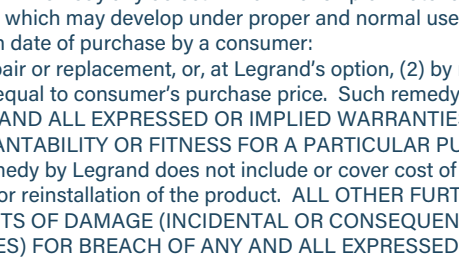 which may develop under proper and normal use
date of purchase by a consumer:
pair or replacement, or, at Legrand's option, (2) by
equal to consumer's purchase price. Such remedy
AND ALL EXPRESSED OR IMPLIED WARRANTIE
ANTABILITY OR FITNESS FOR A PARTICULAR PU
medy by Legrand does not include or cover cost of
or reinstallation of the product. ALL OTHER FURT
TS OF DAMAGE (INCIDENTAL OR CONSEQUEN
ES) FOR BREACH OF ANY AND ALL EXPRESSED